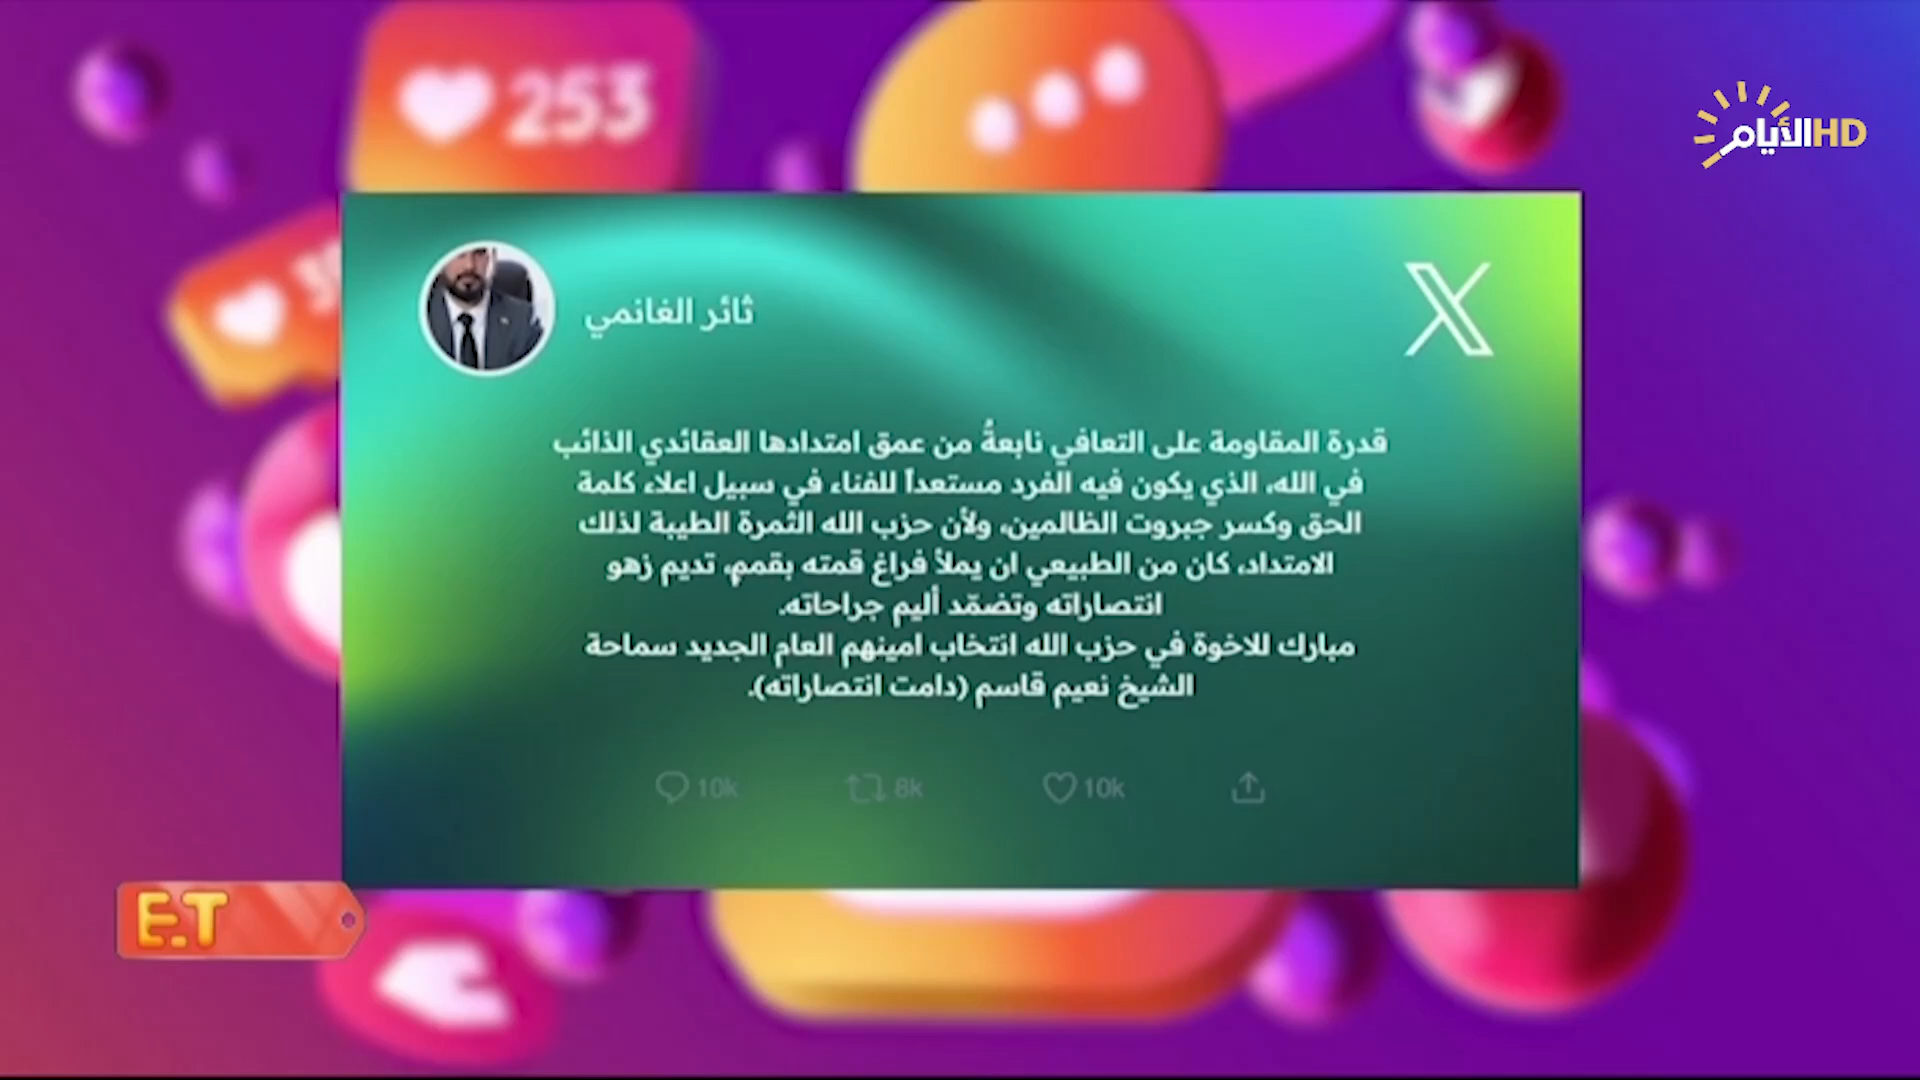 253
الأيام HD
ثائر الغانمي
قدرة المقاومة على التعافي نابعةُ من عمق امتدادها العقائدي الذائب
في الله، الذي يكون فيه الفرد مستعداً للفناء في سبيل اعلاء كلمة
الحق وكسر جبروت الظالمين، ولأن حزب الله الثمرة الطيبة لذلك
الامتداد، كان من الطبيعي ان يملأ فراغ قمته بقممٍ، تديم زهو
انتصاراته وتضمّد أليم جراحاته.
مبارك للاخوة في حزب الله انتخاب امينهم العام الجديد سماحة
الشيخ نعيم قاسم (دامت انتصاراته).
10k 8k 10k
E.T